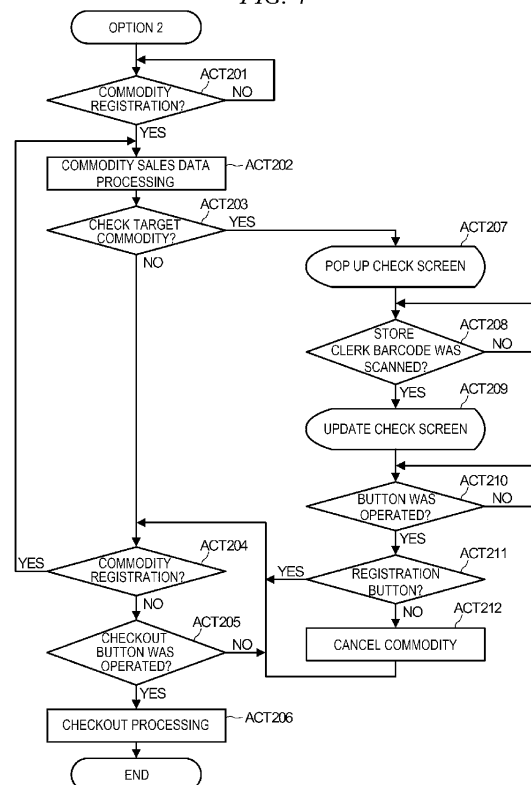 FIG. 7
OPTION 2
ACT201
COMMODITY
REGISTRATION?
NO
YES
COMMODITY SALES DATA
PROCESSING
ACT202
ACT203
CHECK TARGET
COMMODITY?
YES
NO
ACT207
POP UP CHECK SCREEN
ACT208
STORE
CLERK BARCODE WAS
SCANNED?
NO
YES
ACT209
UPDATE CHECK SCREEN
ACT210
BUTTON WAS
OPERATED?
NO
YES
ACT211
REGISTRATION
BUTTON?
YES
NO
ACT212
CANCEL COMMODITY
ACT204
COMMODITY
REGISTRATION?
YES
NO
ACT205
CHECKOUT
BUTTON WAS
OPERATED?
NO
YES
CHECKOUT PROCESSING
ACT206
END